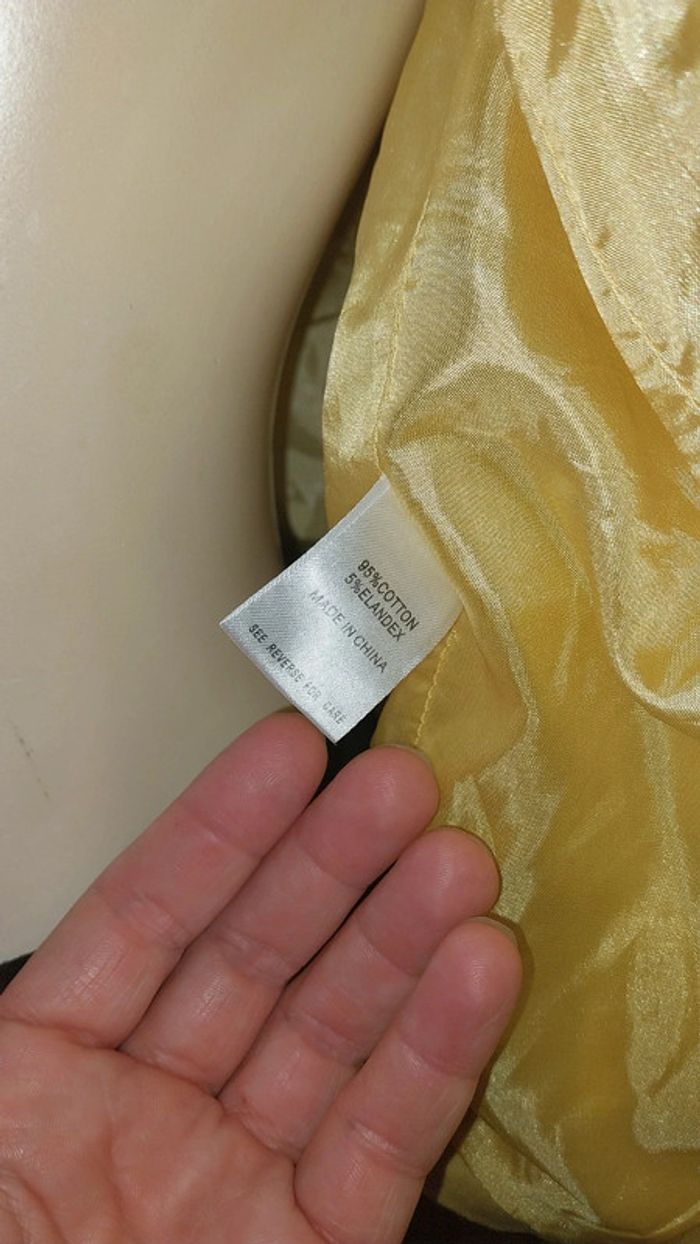 95%COTTON
5%ELANDEX
MADE IN CHINA
SEE REVERSE FOR CARE